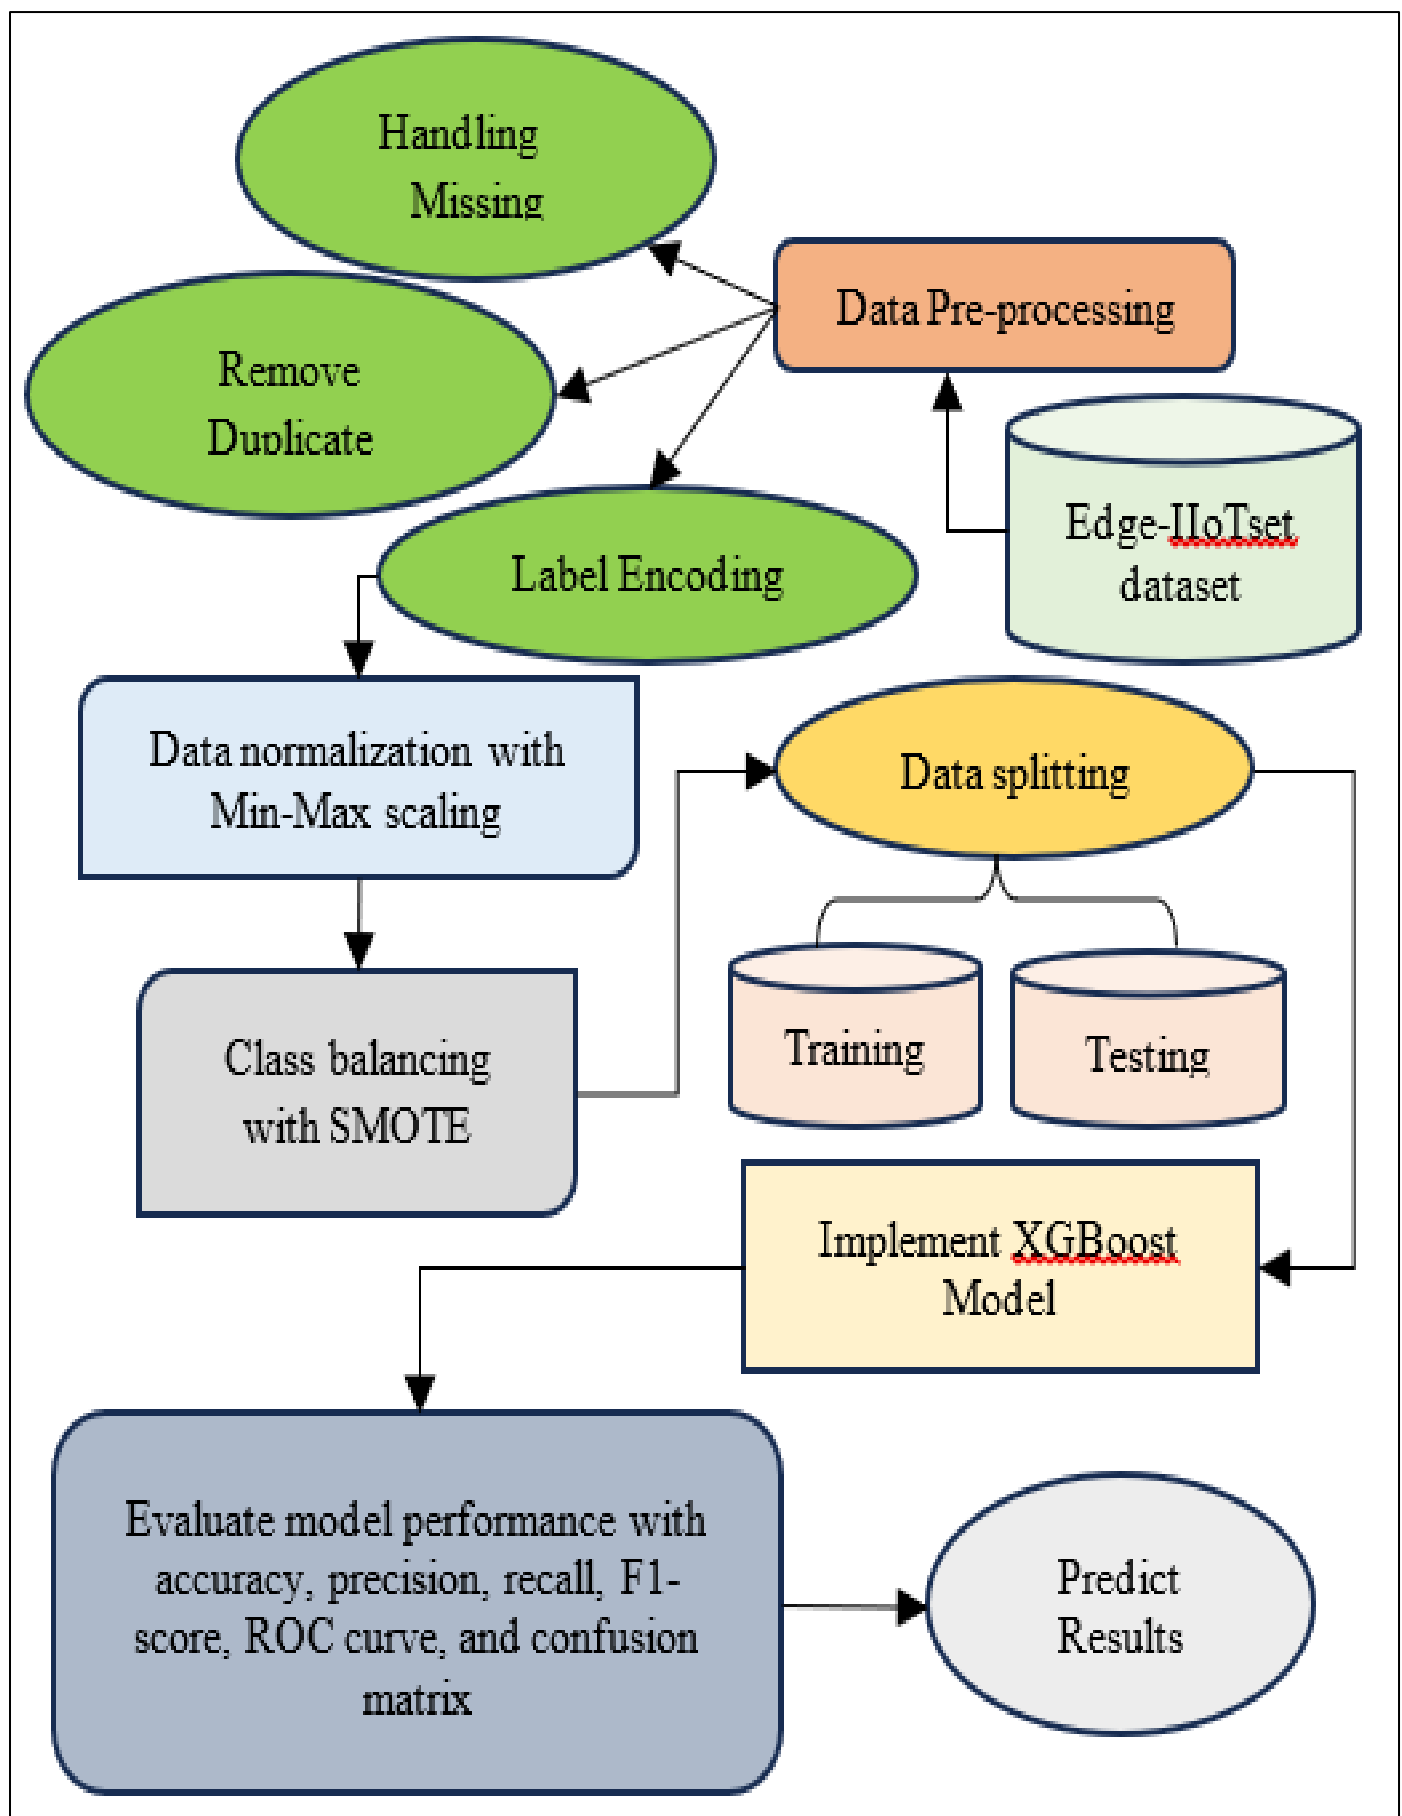 Handling
Missing
Data Pre-processing
Remove
Duplicate
Edge-IIoTset
dataset
Label Encoding
Data normalization with
Min-Max scaling
Data splitting
Training
Testing
Class balancing
with SMOTE
Implement XGBoost
Model
Evaluate model performance with
accuracy, precision, recall, F1-
score, ROC curve, and confusion
matrix
Predict
Results